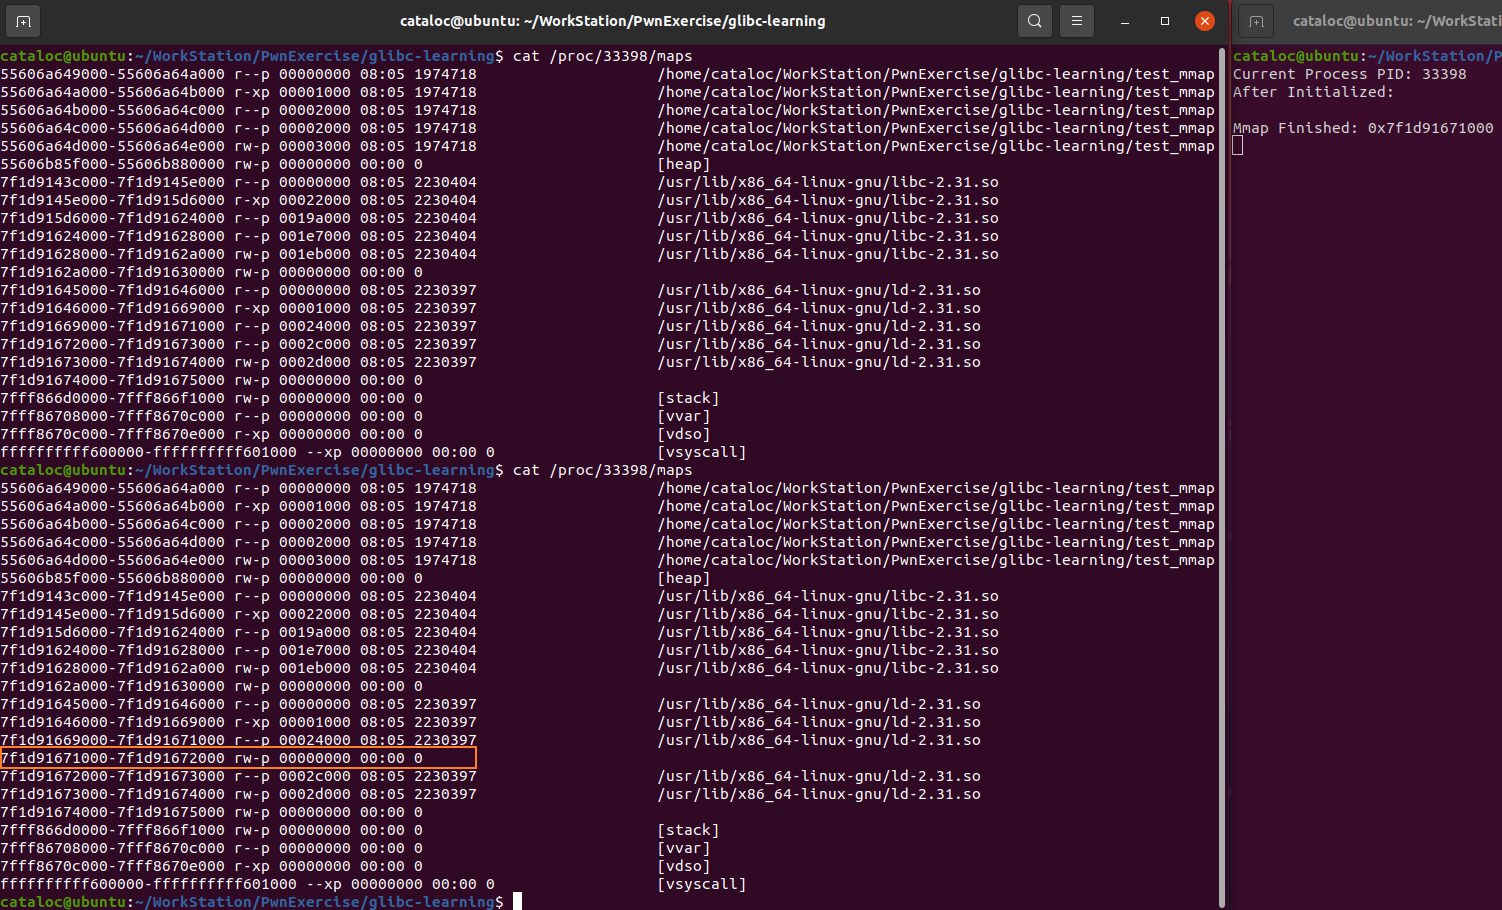 cataloc@ubuntu: ~/WorkStation/PwnExercise/glibc-learning
cataloc@ubuntu:~/WorkStation/PwnExercise/glibc-learning$ cat /proc/33398/maps
55606a649000-55606a64a000 r--p 00000000 08:05 1974718 /home/cataloc/WorkStation/PwnExercise/glibc-learning/test_mmap
55606a64a000-55606a64b000 r-xp 00001000 08:05 1974718 /home/cataloc/WorkStation/PwnExercise/glibc-learning/test_mmap
55606a64b000-55606a64c000 r--p 00002000 08:05 1974718 /home/cataloc/WorkStation/PwnExercise/glibc-learning/test_mmap
55606a64c000-55606a64d000 r--p 00002000 08:05 1974718 /home/cataloc/WorkStation/PwnExercise/glibc-learning/test_mmap
55606a64d000-55606a64e000 rw-p 00003000 08:05 1974718 /home/cataloc/WorkStation/PwnExercise/glibc-learning/test_mmap
55606b85f000-55606b880000 rw-p 00000000 00:00 0 [heap]
7f1d9143c000-7f1d9145e000 r--p 00000000 08:05 2230404 /usr/lib/x86_64-linux-gnu/libc-2.31.so
7f1d9145e000-7f1d915d6000 r-xp 00022000 08:05 2230404 /usr/lib/x86_64-linux-gnu/libc-2.31.so
7f1d915d6000-7f1d91624000 r--p 0019a000 08:05 2230404 /usr/lib/x86_64-linux-gnu/libc-2.31.so
7f1d91624000-7f1d91628000 r--p 001e7000 08:05 2230404 /usr/lib/x86_64-linux-gnu/libc-2.31.so
7f1d91628000-7f1d9162a000 rw-p 001eb000 08:05 2230404 /usr/lib/x86_64-linux-gnu/libc-2.31.so
7f1d9162a000-7f1d91630000 rw-p 00000000 00:00 0
7f1d91645000-7f1d91646000 r--p 00000000 08:05 2230397 /usr/lib/x86_64-linux-gnu/ld-2.31.so
7f1d91646000-7f1d91669000 r-xp 00001000 08:05 2230397 /usr/lib/x86_64-linux-gnu/ld-2.31.so
7f1d91669000-7f1d91671000 r--p 00024000 08:05 2230397 /usr/lib/x86_64-linux-gnu/ld-2.31.so
7f1d91672000-7f1d91673000 r--p 0002c000 08:05 2230397 /usr/lib/x86_64-linux-gnu/ld-2.31.so
7f1d91673000-7f1d91674000 rw-p 0002d000 08:05 2230397 /usr/lib/x86_64-linux-gnu/ld-2.31.so
7f1d91674000-7f1d91675000 rw-p 00000000 00:00 0
7fff866d0000-7fff866f1000 rw-p 00000000 00:00 0 [stack]
7fff86708000-7fff8670c000 r--p 00000000 00:00 0 [vvar]
7fff8670c000-7fff8670e000 r-xp 00000000 00:00 0 [vdso]
ffffffffff600000-ffffffffff601000 --xp 00000000 00:00 0 [vsyscall]
cataloc@ubuntu:~/WorkStation/PwnExercise/glibc-learning$ cat /proc/33398/maps
55606a649000-55606a64a000 r--p 00000000 08:05 1974718 /home/cataloc/WorkStation/PwnExercise/glibc-learning/test_mmap
55606a64a000-55606a64b000 r-xp 00001000 08:05 1974718 /home/cataloc/WorkStation/PwnExercise/glibc-learning/test_mmap
55606a64b000-55606a64c000 r--p 00002000 08:05 1974718 /home/cataloc/WorkStation/PwnExercise/glibc-learning/test_mmap
55606a64c000-55606a64d000 r--p 00002000 08:05 1974718 /home/cataloc/WorkStation/PwnExercise/glibc-learning/test_mmap
55606a64d000-55606a64e000 rw-p 00003000 08:05 1974718 /home/cataloc/WorkStation/PwnExercise/glibc-learning/test_mmap
55606b85f000-55606b880000 rw-p 00000000 00:00 0 [heap]
7f1d9143c000-7f1d9145e000 r--p 00000000 08:05 2230404 /usr/lib/x86_64-linux-gnu/libc-2.31.so
7f1d9145e000-7f1d915d6000 r-xp 00022000 08:05 2230404 /usr/lib/x86_64-linux-gnu/libc-2.31.so
7f1d915d6000-7f1d91624000 r--p 0019a000 08:05 2230404 /usr/lib/x86_64-linux-gnu/libc-2.31.so
7f1d91624000-7f1d91628000 r--p 001e7000 08:05 2230404 /usr/lib/x86_64-linux-gnu/libc-2.31.so
7f1d91628000-7f1d9162a000 rw-p 001eb000 08:05 2230404 /usr/lib/x86_64-linux-gnu/libc-2.31.so
7f1d9162a000-7f1d91630000 rw-p 00000000 00:00 0
7f1d91645000-7f1d91646000 r--p 00000000 08:05 2230397 /usr/lib/x86_64-linux-gnu/ld-2.31.so
7f1d91646000-7f1d91669000 r-xp 00001000 08:05 2230397 /usr/lib/x86_64-linux-gnu/ld-2.31.so
7f1d91669000-7f1d91671000 r--p 00024000 08:05 2230397 /usr/lib/x86_64-linux-gnu/ld-2.31.so
7f1d91671000-7f1d91672000 rw-p 00000000 00:00 0
7f1d91672000-7f1d91673000 r--p 0002c000 08:05 2230397 /usr/lib/x86_64-linux-gnu/ld-2.31.so
7f1d91673000-7f1d91674000 rw-p 0002d000 08:05 2230397 /usr/lib/x86_64-linux-gnu/ld-2.31.so
7f1d91674000-7f1d91675000 rw-p 00000000 00:00 0
7fff866d0000-7fff866f1000 rw-p 00000000 00:00 0 [stack]
7fff86708000-7fff8670c000 r--p 00000000 00:00 0 [vvar]
7fff8670c000-7fff8670e000 r-xp 00000000 00:00 0 [vdso]
ffffffffff600000-ffffffffff601000 --xp 00000000 00:00 0 [vsyscall]
cataloc@ubuntu:~/WorkStation/PwnExercise/glibc-learning$
cataloc@ubuntu: ~/WorkStati
cataloc@ubuntu:~/WorkStation/P
Current Process PID: 33398
After Initialized:
Mmap Finished: 0x7f1d91671000